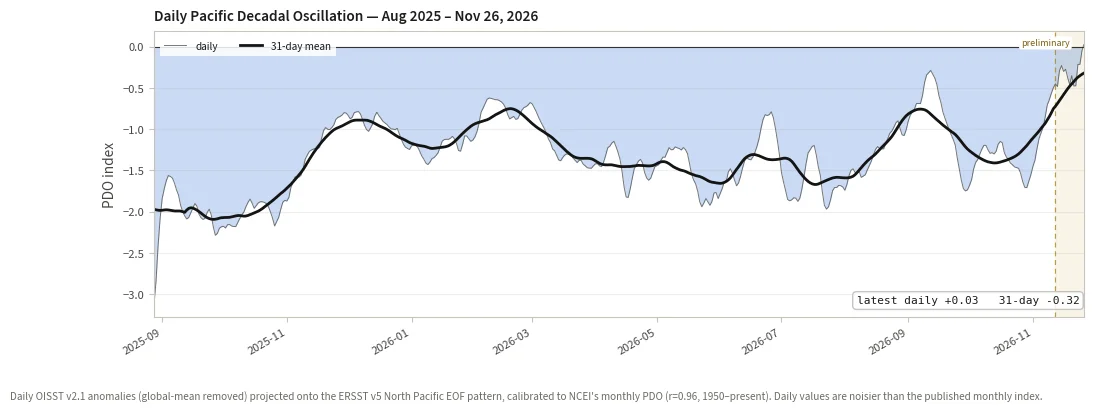 Daily Pacific Decadal Oscillation — Aug 2025 – Nov 26, 2026
daily
31-day mean
preliminary
0.0
−0.5
−1.0
−1.5
−2.0
−2.5
−3.0
PDO index
latest daily +0.03   31-day -0.32
2025-09
2025-11
2026-01
2026-03
2026-05
2026-07
2026-09
2026-11
Daily OISST v2.1 anomalies (global-mean removed) projected onto the ERSST v5 North Pacific EOF pattern, calibrated to NCEI's monthly PDO (r=0.96, 1950–present). Daily values are noisier than the published monthly index.